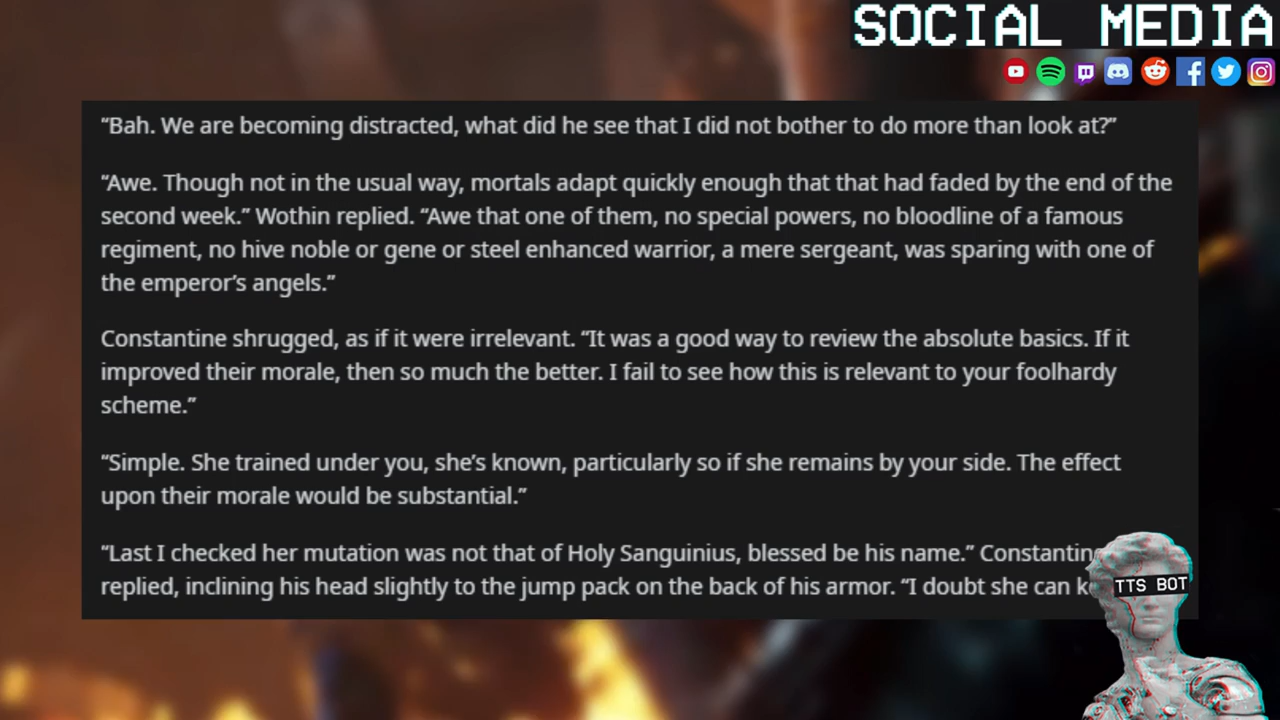 SOCIAL MEDIA
“Bah. We are becoming distracted, what did he see that I did not bother to do more than look at?”
“Awe. Though not in the usual way, mortals adapt quickly enough that that had faded by the end of the
second week.” Wothin replied. “Awe that one of them, no special powers, no bloodline of a famous
regiment, no hive noble or gene or steel enhanced warrior, a mere sergeant, was sparing with one of
the emperor’s angels.”
Constantine shrugged, as if it were irrelevant. “It was a good way to review the absolute basics. If it
improved their morale, then so much the better. I fail to see how this is relevant to your foolhardy
scheme.”
“Simple. She trained under you, she’s known, particularly so if she remains by your side. The effect
upon their morale would be substantial.”
“Last I checked her mutation was not that of Holy Sanguinius, blessed be his name.” Constantine
replied, inclining his head slightly to the jump pack on the back of his armor. “I doubt she can
TTS BOT